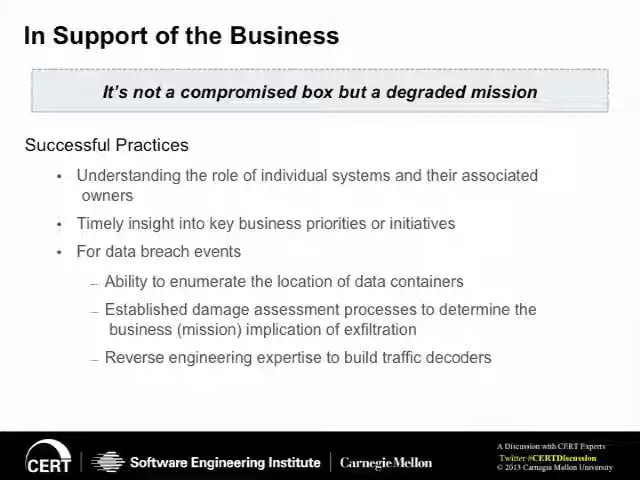 In Support of the Business
It's not a compromised box but a degraded mission
Successful Practices
• Understanding the role of individual systems and their associated
owners
• Timely insight into key business priorities or initiatives
• For data breach events
– Ability to enumerate the location of data containers
– Established damage assessment processes to determine the
business (mission) implication of exfiltration
– Reverse engineering expertise to build traffic decoders
A Discussion with CERT Experts
Twitter #CERTDiscussion
© 2013 Carnegie Mellon University
CERT | Software Engineering Institute | Carnegie Mellon